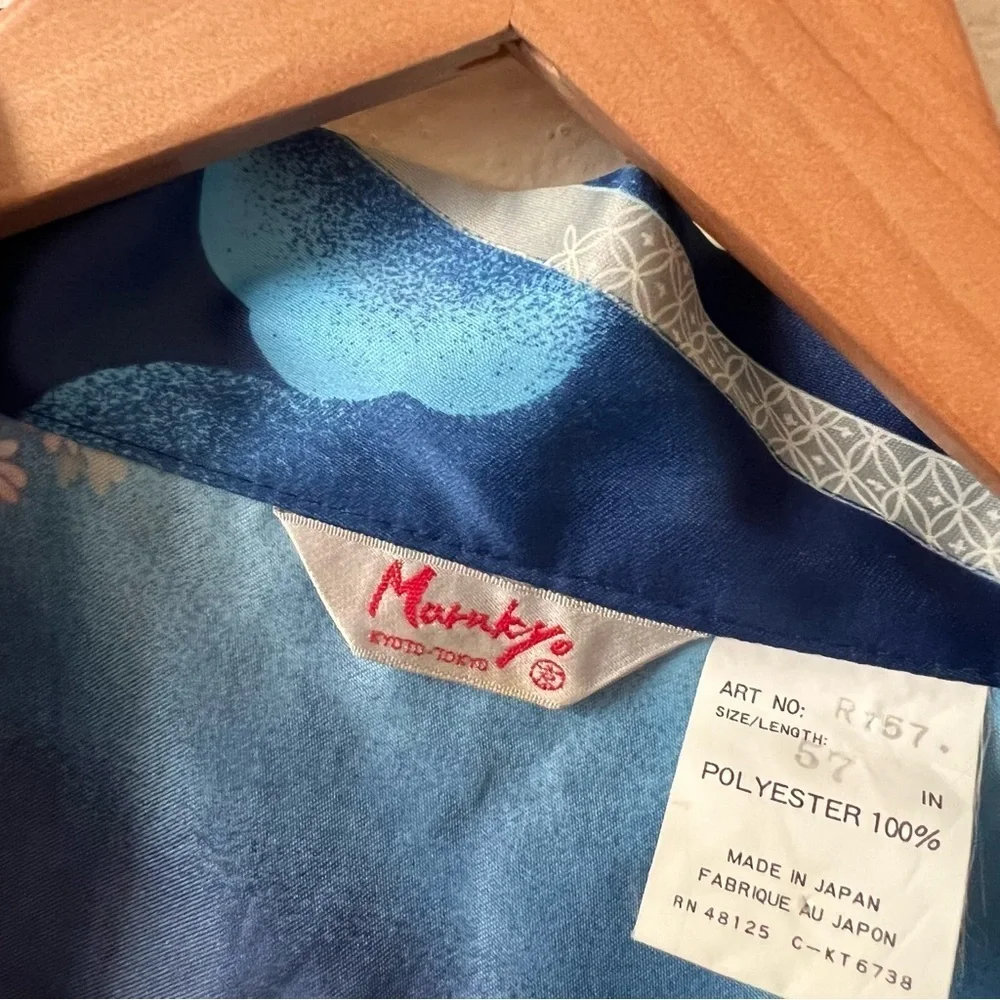 Marukyo
KYOTO-TOKYO
京
ART NO: R757.
SIZE/LENGTH:
57 IN
POLYESTER 100%
MADE IN JAPAN
FABRIQUE AU JAPON
RN 48125 C-KT6738